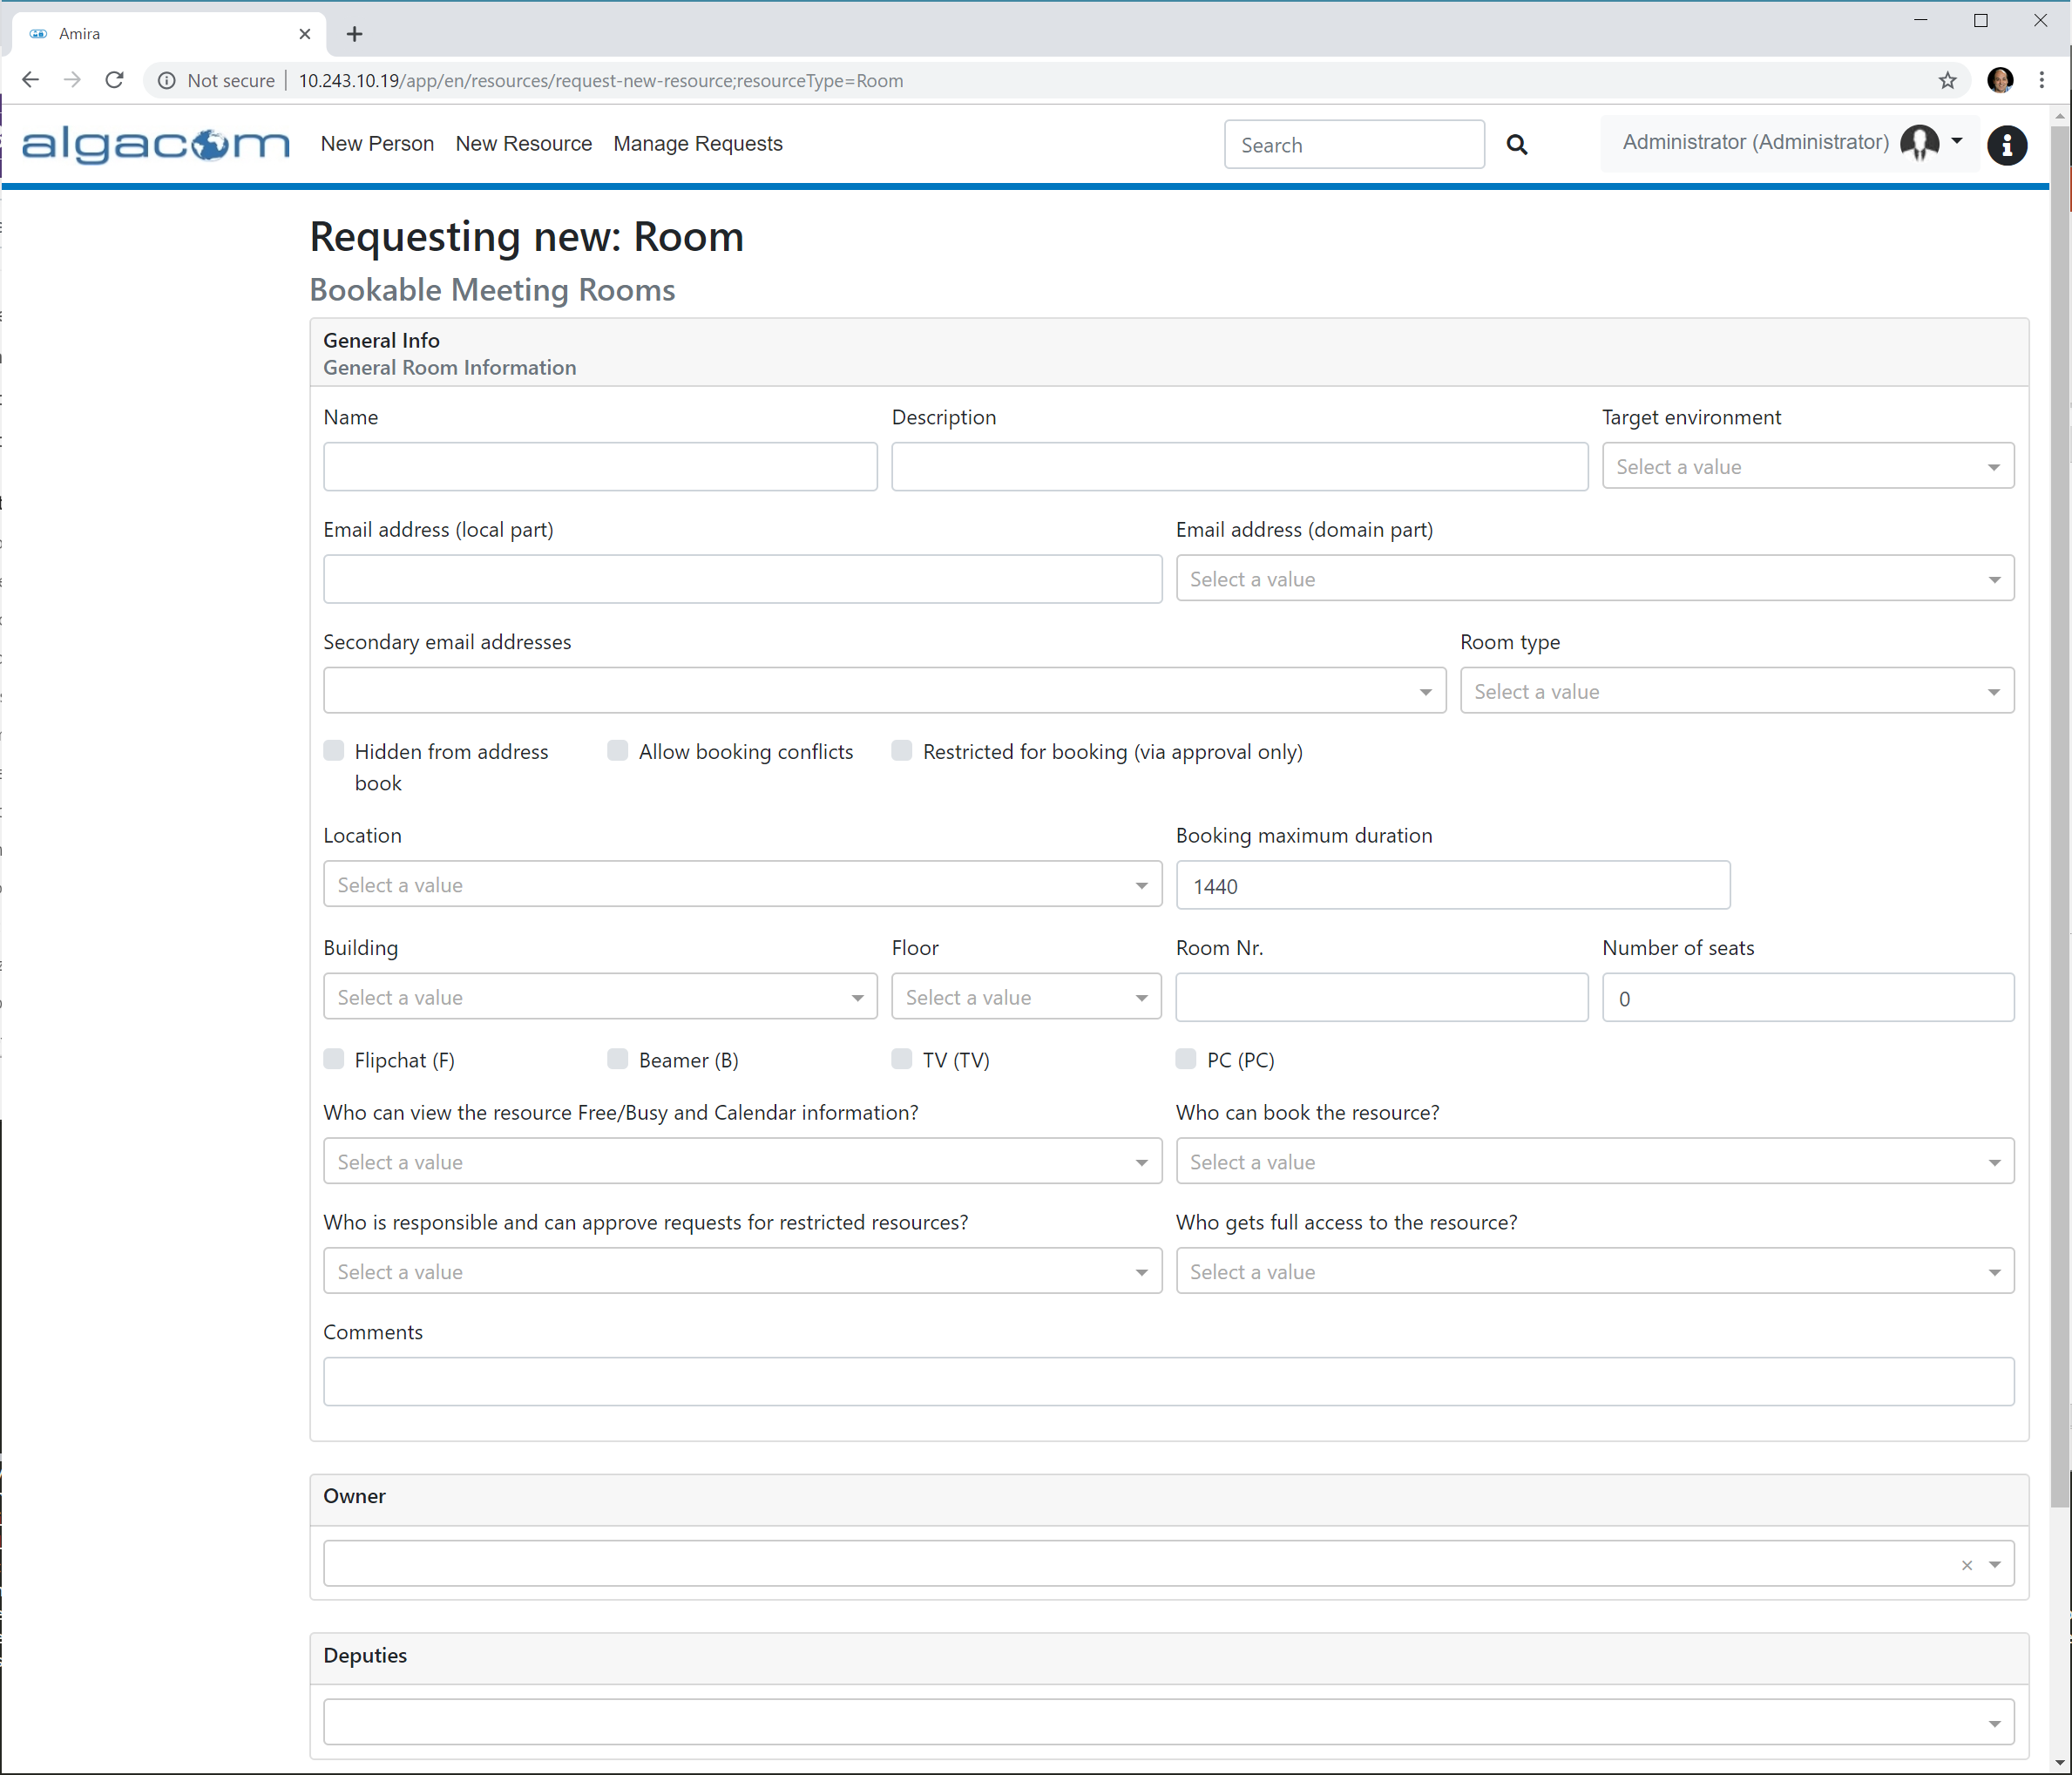 Amira
Not secure | 10.243.10.19/app/en/resources/request-new-resource;resourceType=Room
algacom New Person New Resource Manage Requests Search Administrator (Administrator)
Requesting new: Room
Bookable Meeting Rooms
General Info
General Room Information
Name Description Target environment
Select a value
Email address (local part) Email address (domain part)
Select a value
Secondary email addresses Room type
Select a value
Hidden from address book Allow booking conflicts Restricted for booking (via approval only)
Location Booking maximum duration
Select a value 1440
Building Floor Room Nr. Number of seats
Select a value Select a value 0
Flipchat (F) Beamer (B) TV (TV) PC (PC)
Who can view the resource Free/Busy and Calendar information? Who can book the resource?
Select a value Select a value
Who is responsible and can approve requests for restricted resources? Who gets full access to the resource?
Select a value Select a value
Comments
Owner
Deputies